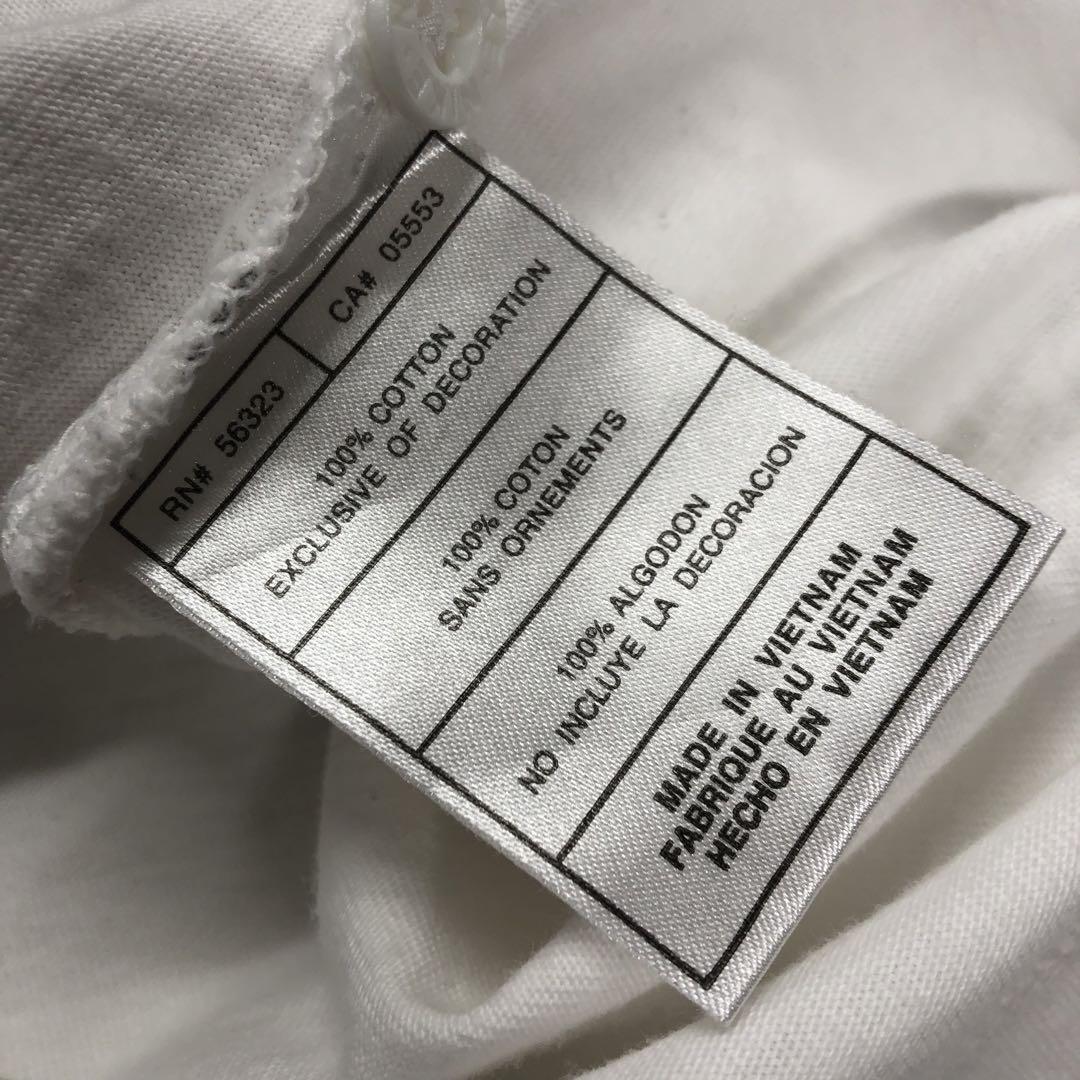 RN# 56323
CA# 05553
100% COTTON
EXCLUSIVE OF DECORATION
100% COTON
SANS ORNEMENTS
100% ALGODON
NO INCLUYE LA DECORACION
MADE IN VIETNAM
FABRIQUE AU VIETNAM
HECHO EN VIETNAM